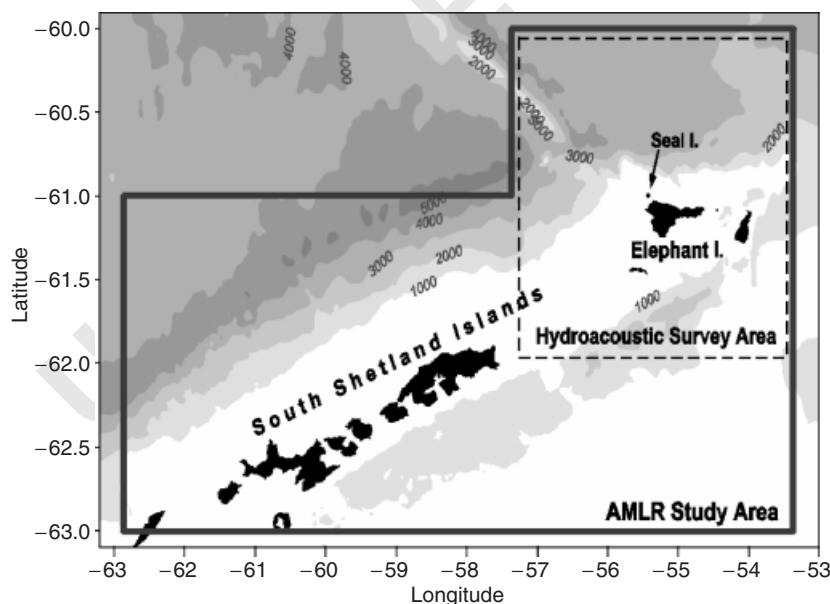 −60.0
−60.5
−61.0
−61.5
−62.0
−62.5
−63.0
Latitude
4000
4000
4000
3000
2000
2000
3000
3000
2000
5000
4000
3000
2000
1000
1000
Seal I.
Elephant I.
Hydroacoustic Survey Area
South Shetland Islands
AMLR Study Area
−63 −62 −61 −60 −59 −58 −57 −56 −55 −54 −53
Longitude